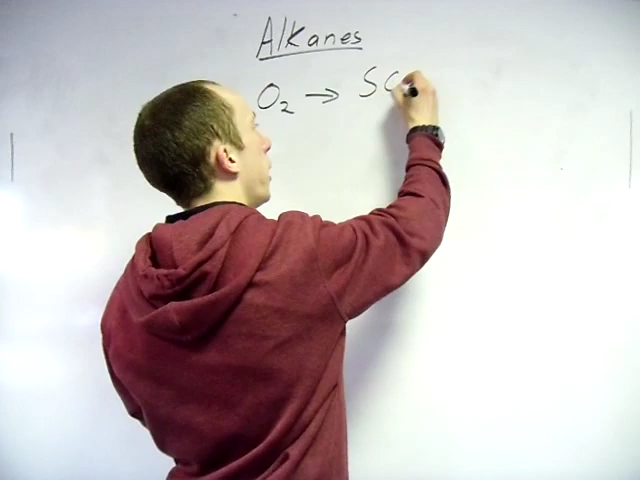 Alkanes
O₂ → SC